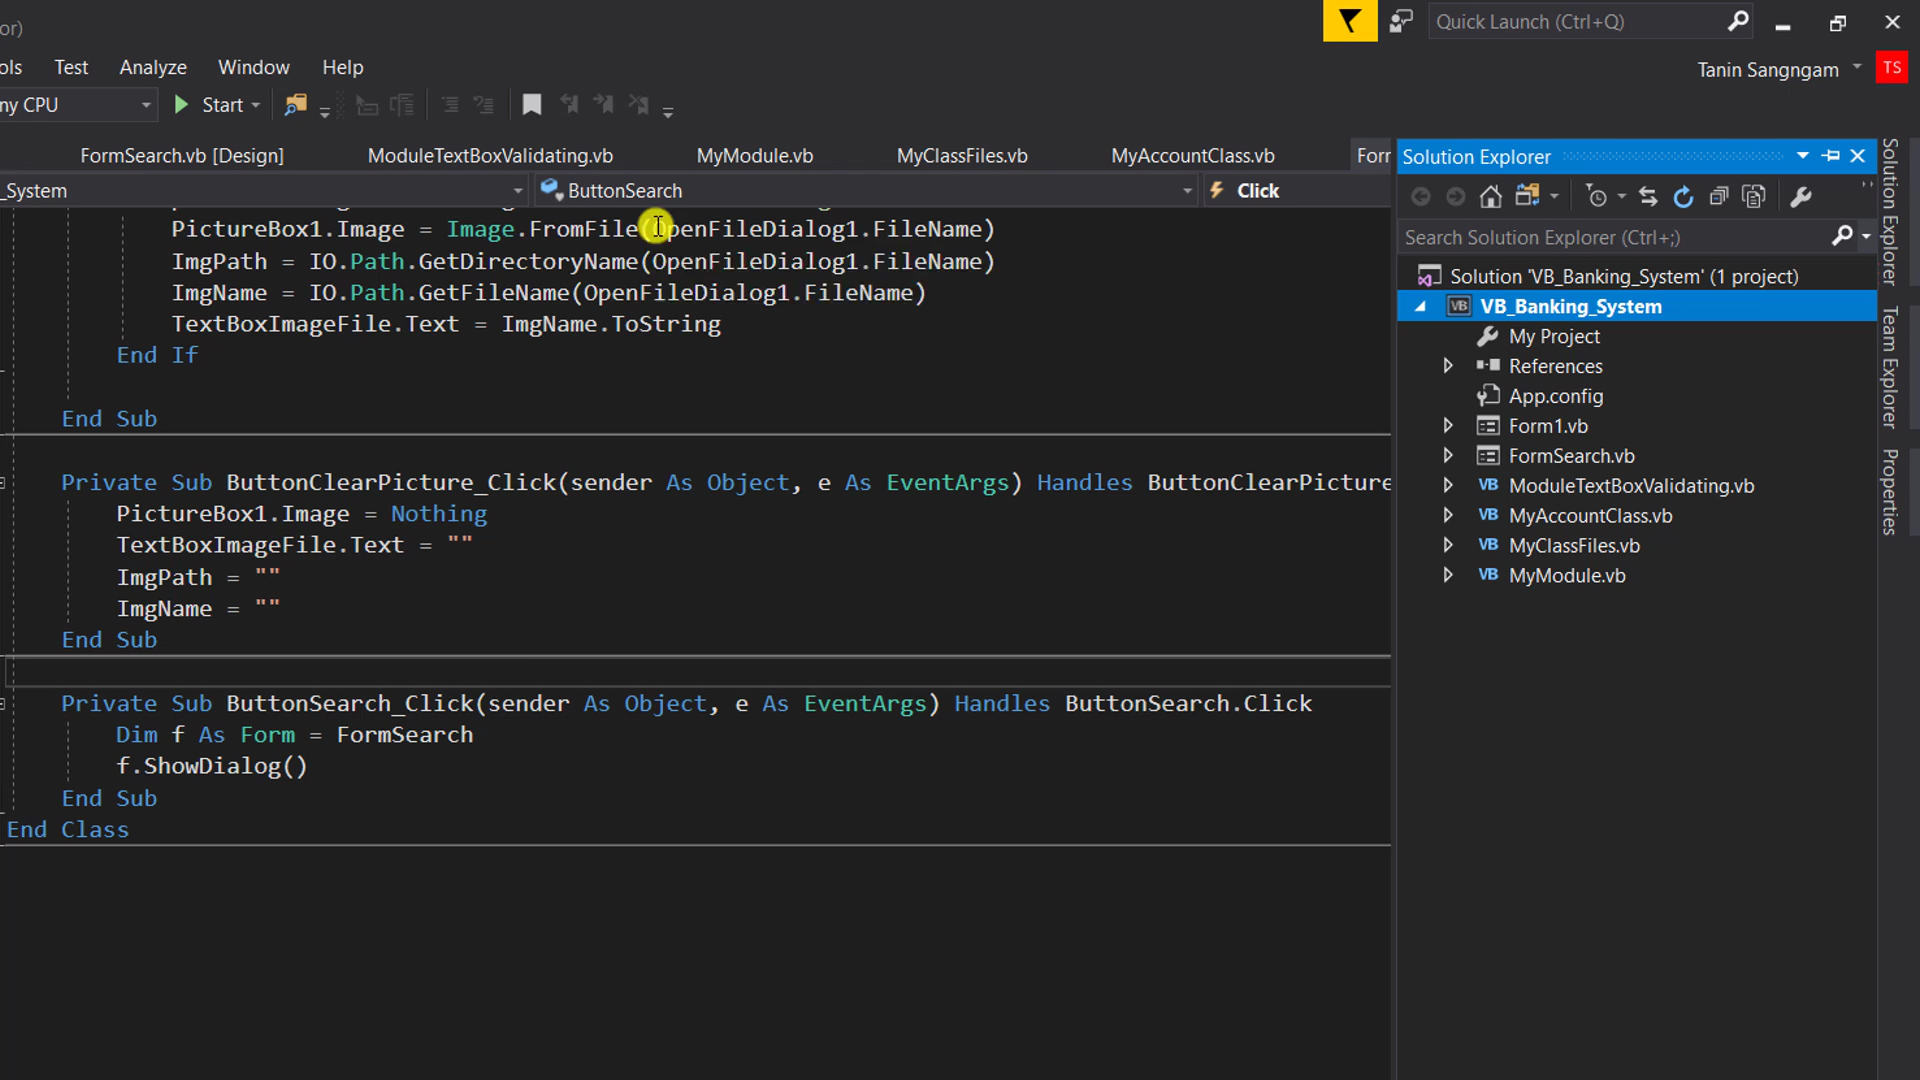 or)
Quick Launch (Ctrl+Q)
ols Test Analyze Window Help
Tanin Sangngam TS
ny CPU Start
FormSearch.vb [Design] ModuleTextBoxValidating.vb MyModule.vb MyClassFiles.vb MyAccountClass.vb For
_System ButtonSearch Click
PictureBox1.Image = Image.FromFile(OpenFileDialog1.FileName)
ImgPath = IO.Path.GetDirectoryName(OpenFileDialog1.FileName)
ImgName = IO.Path.GetFileName(OpenFileDialog1.FileName)
TextBoxImageFile.Text = ImgName.ToString
End If
End Sub
Private Sub ButtonClearPicture_Click(sender As Object, e As EventArgs) Handles ButtonClearPicture
PictureBox1.Image = Nothing
TextBoxImageFile.Text = ""
ImgPath = ""
ImgName = ""
End Sub
Private Sub ButtonSearch_Click(sender As Object, e As EventArgs) Handles ButtonSearch.Click
Dim f As Form = FormSearch
f.ShowDialog()
End Sub
End Class
Solution Explorer
Search Solution Explorer (Ctrl+;)
Solution 'VB_Banking_System' (1 project)
VB VB_Banking_System
My Project
References
App.config
Form1.vb
FormSearch.vb
VB ModuleTextBoxValidating.vb
VB MyAccountClass.vb
VB MyClassFiles.vb
VB MyModule.vb
Solution Explorer
Team Explorer
Properties